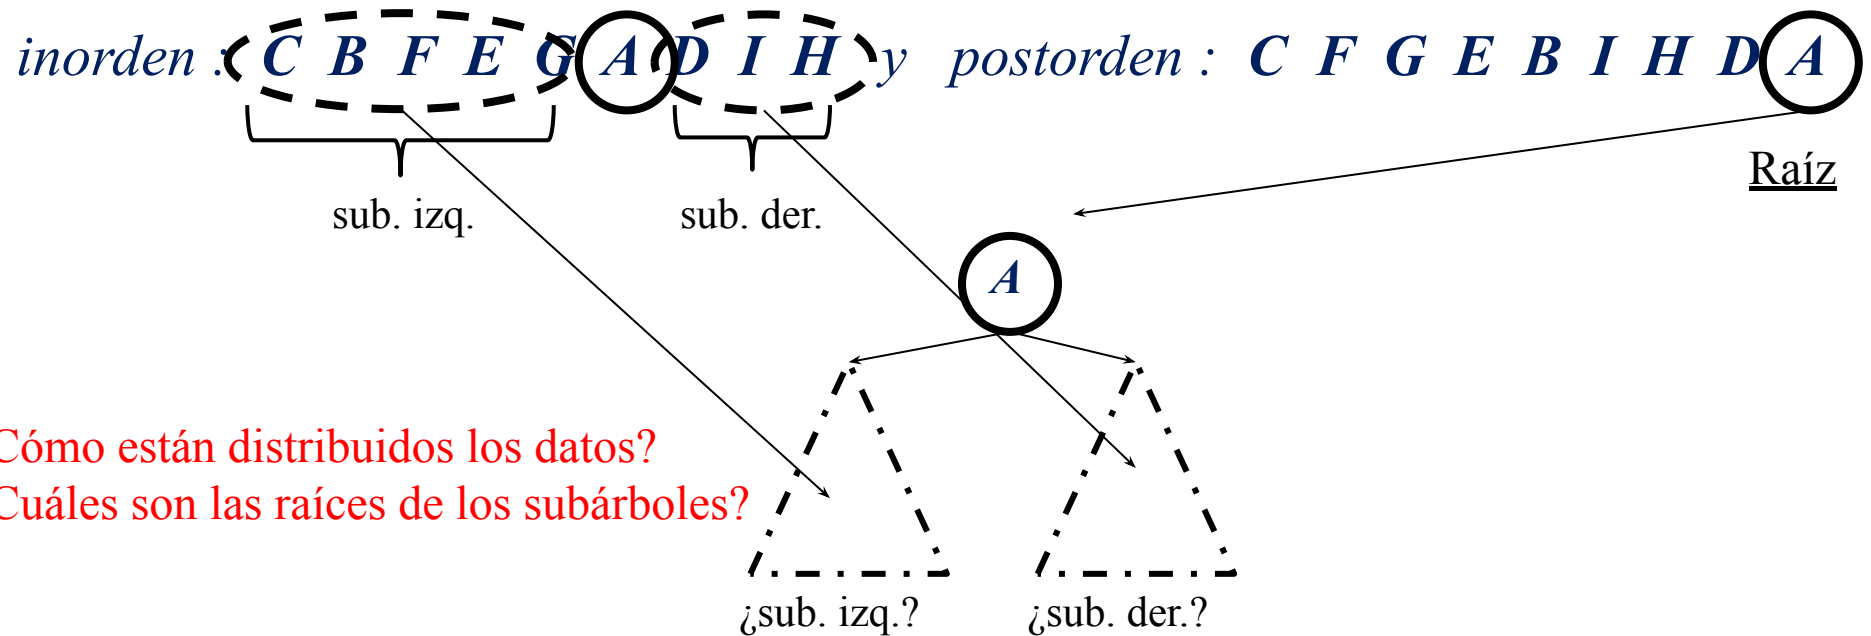 inorden : C B F E G A D I H y postorden : C F G E B I H D A
Raíz
sub. izq. sub. der.
A
Cómo están distribuidos los datos?
Cuáles son las raíces de los subárboles?
¿sub. izq.? ¿sub. der.?